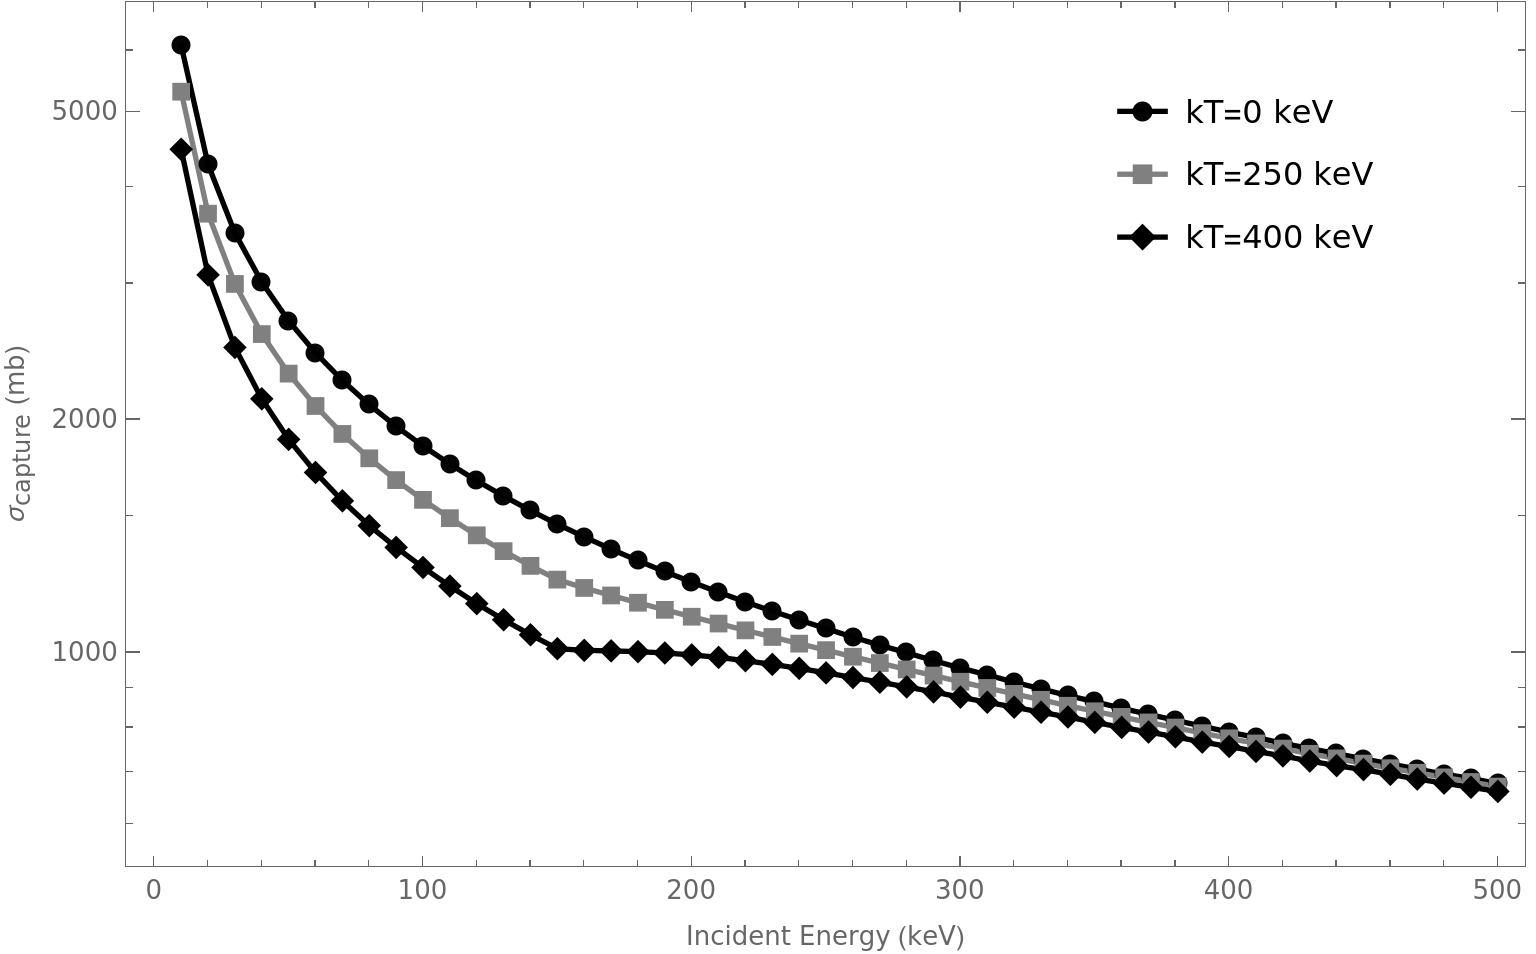 5000
2000
1000
σcapture (mb)
kT=0 keV
kT=250 keV
kT=400 keV
0 100 200 300 400 500
Incident Energy (keV)